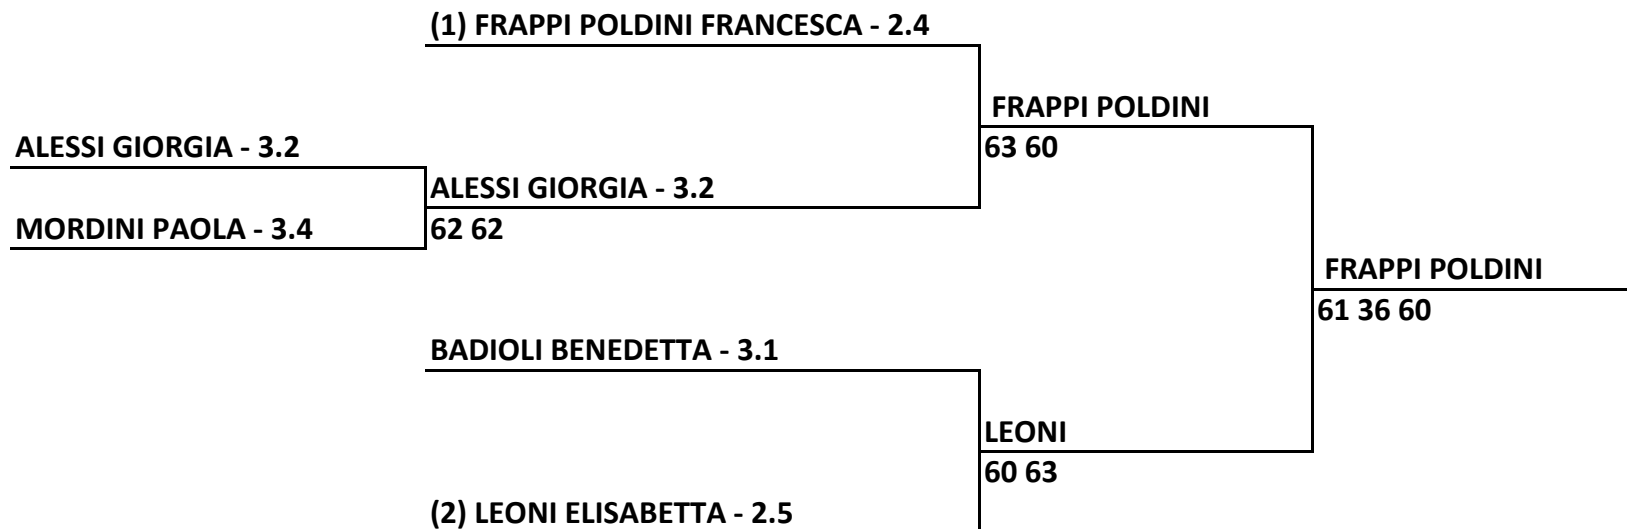 (1) FRAPPI POLDINI FRANCESCA - 2.4
FRAPPI POLDINI
63 60
ALESSI GIORGIA - 3.2
ALESSI GIORGIA - 3.2
62 62
MORDINI PAOLA - 3.4
FRAPPI POLDINI
61 36 60
BADIOLI BENEDETTA - 3.1
LEONI
60 63
(2) LEONI ELISABETTA - 2.5